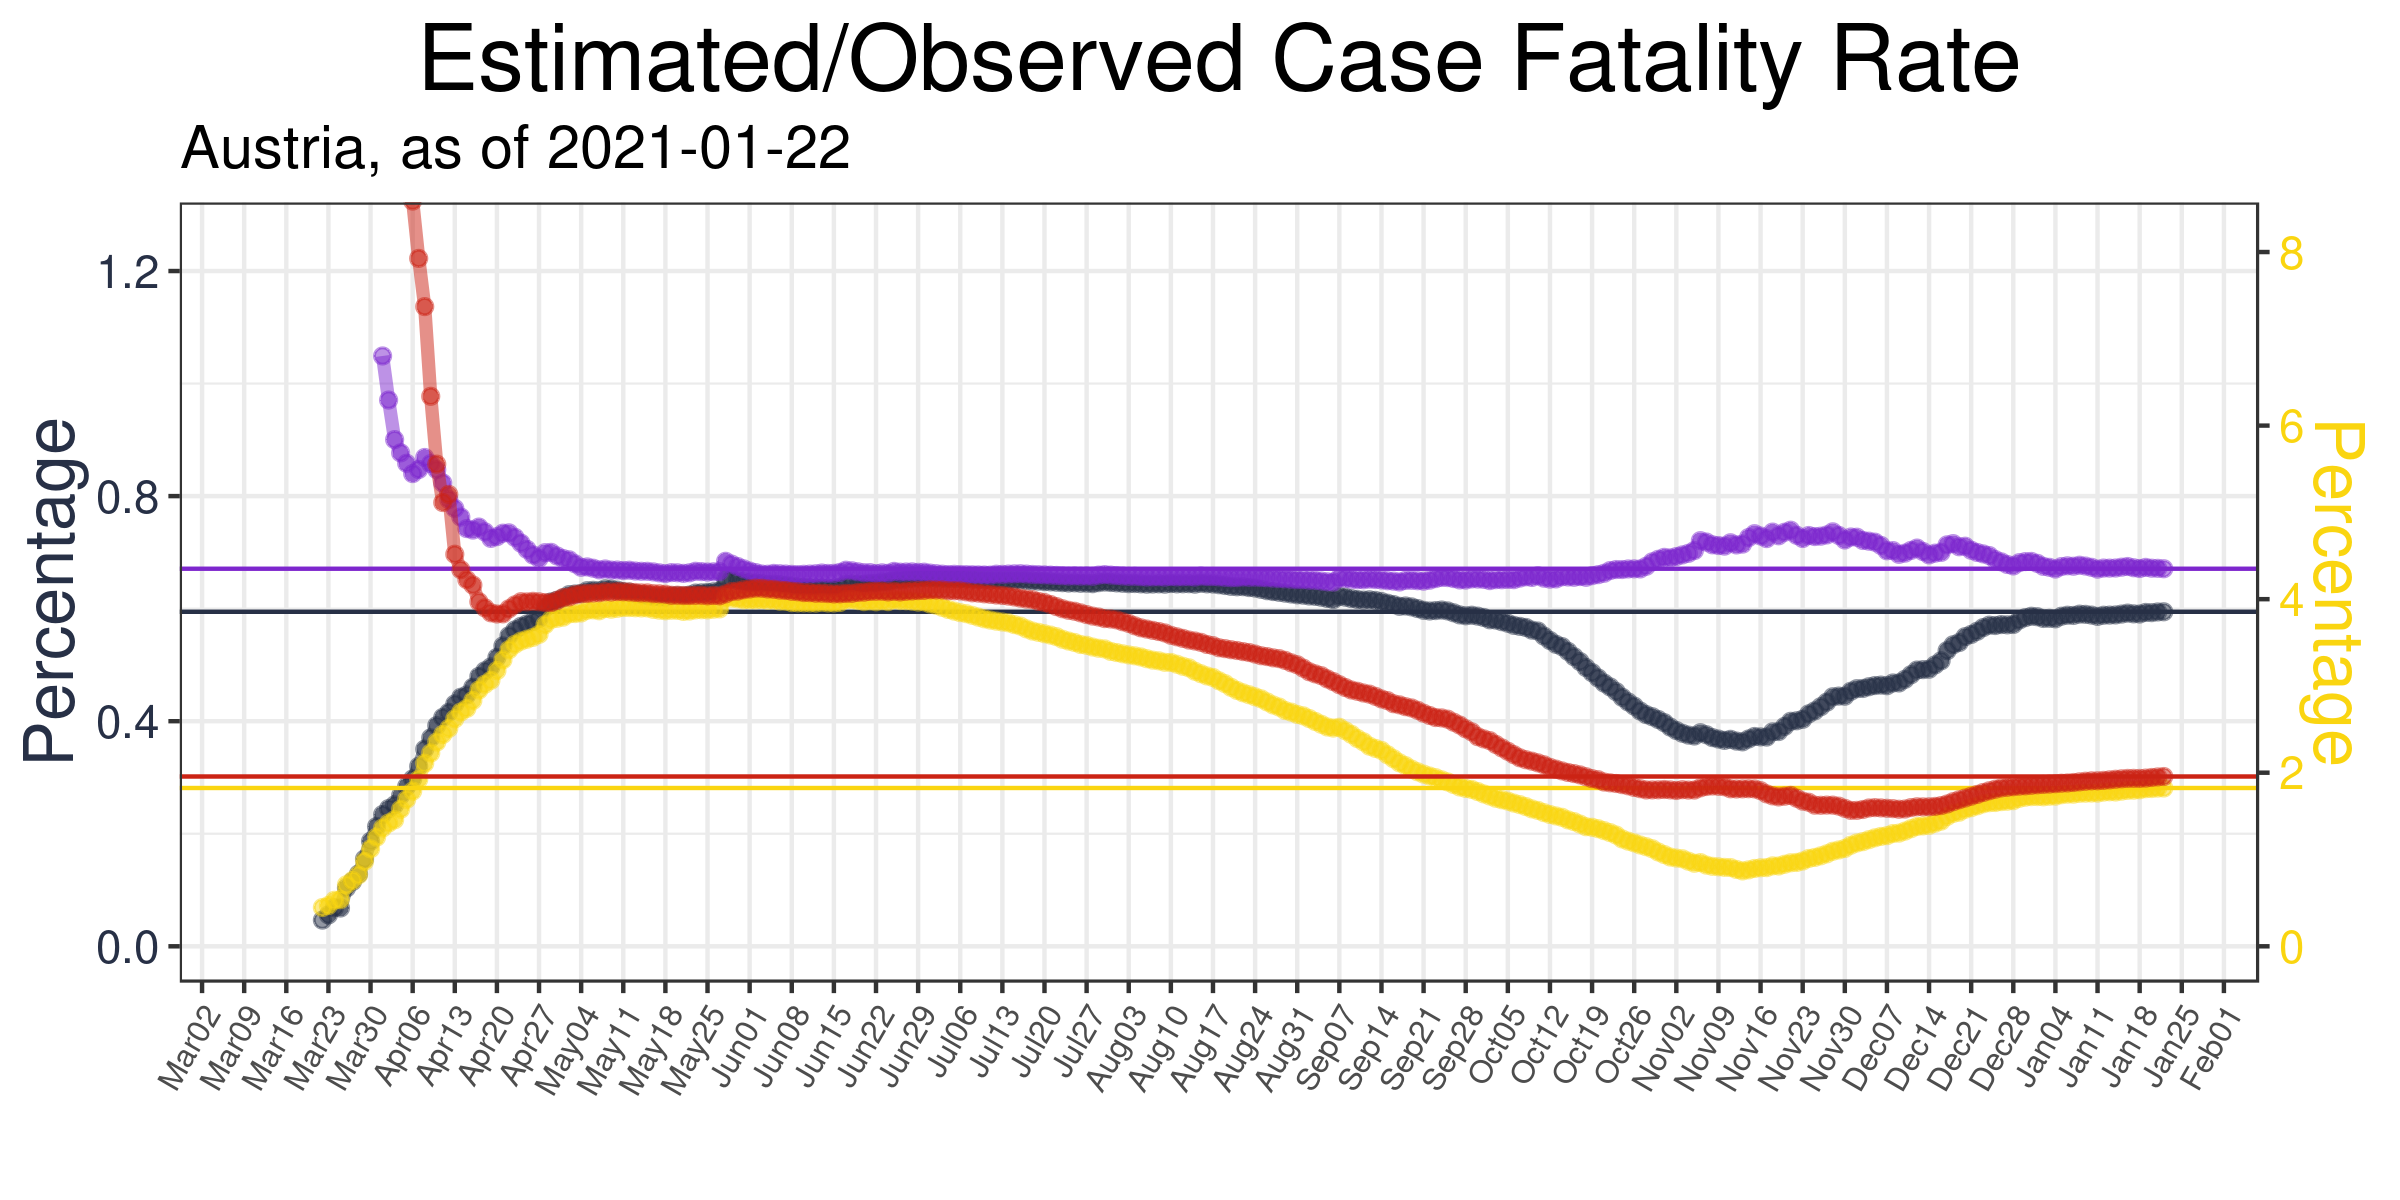 Estimated/Observed Case Fatality Rate
Austria, as of 2021-01-22
Percentage
1.2
0.8
0.4
0.0
8
6
4
2
0
Percentage
Mar02 Mar09 Mar16 Mar23 Mar30 Apr06 Apr13 Apr20 Apr27 May04 May11 May18 May25 Jun01 Jun08 Jun15 Jun22 Jun29 Jul06 Jul13 Jul20 Jul27 Aug03 Aug10 Aug17 Aug24 Aug31 Sep07 Sep14 Sep21 Sep28 Oct05 Oct12 Oct19 Oct26 Nov02 Nov09 Nov16 Nov23 Nov30 Dec07 Dec14 Dec21 Dec28 Jan04 Jan11 Jan18 Jan25 Feb01